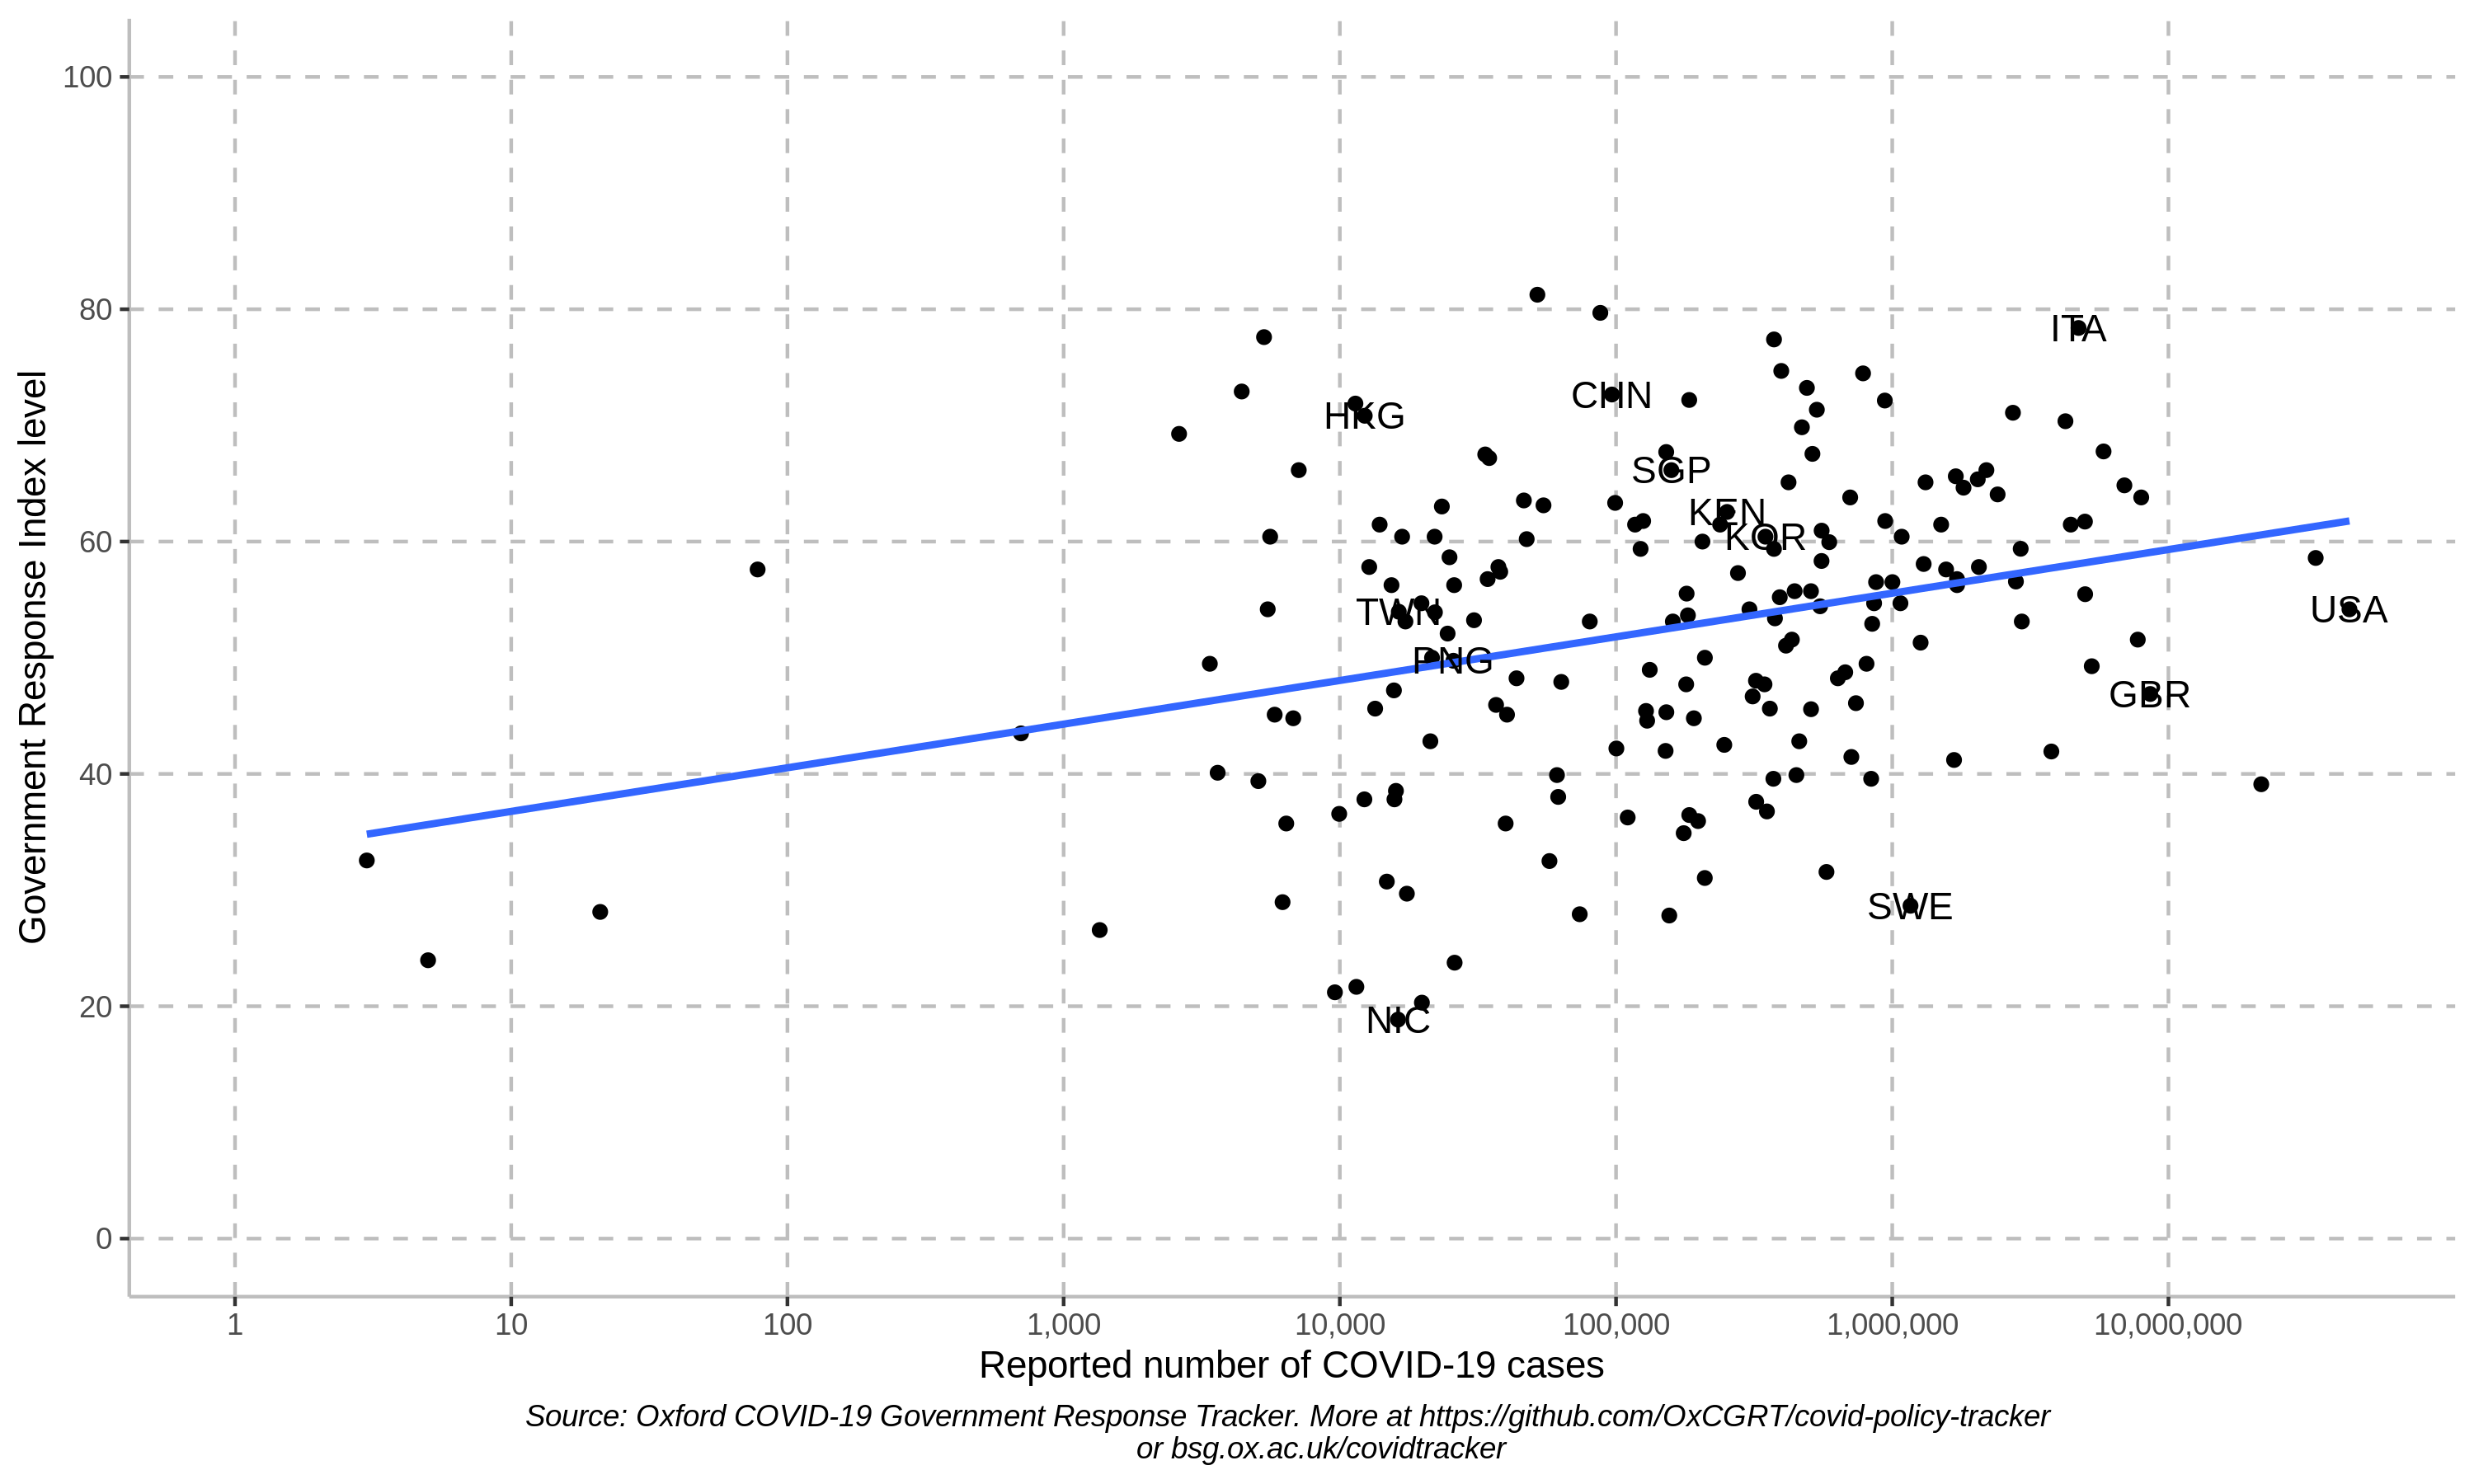 100
80
60
40
20
0
Government Response Index level
ITA
CHN
HKG
SGP
KEN
KOR
TWN
USA
PNG
GBR
SWE
NIC
1 10 100 1,000 10,000 100,000 1,000,000 10,000,000
Reported number of COVID-19 cases
Source: Oxford COVID-19 Government Response Tracker. More at https://github.com/OxCGRT/covid-policy-tracker
or bsg.ox.ac.uk/covidtracker